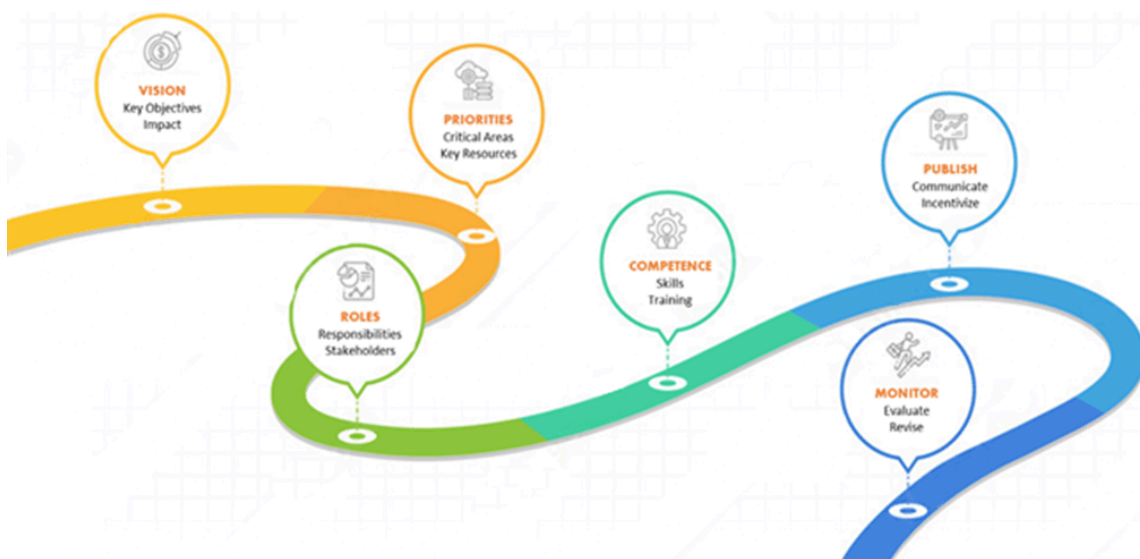 VISION
Key Objectives
Impact
PRIORITIES
Critical Areas
Key Resources
ROLES
Responsibilities
Stakeholders
COMPETENCE
Skills
Training
PUBLISH
Communicate
Incentivize
MONITOR
Evaluate
Revise